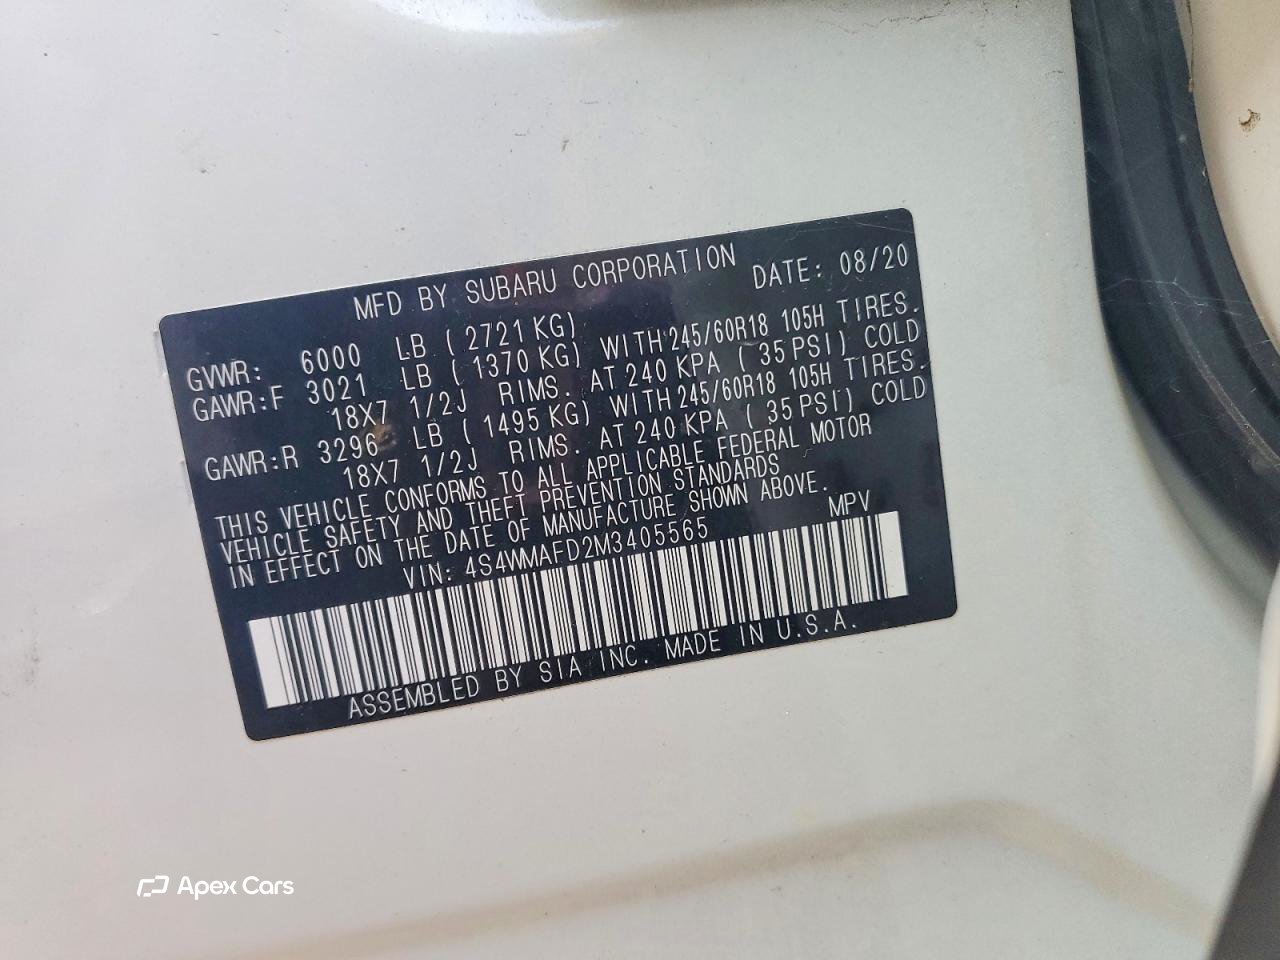 MFD BY SUBARU CORPORATION DATE: 08/20
GVWR: 6000 LB (2721 KG)
GAWR:F 3021 LB (1370 KG) WITH 245/60R18 105H TIRES.
18X7 1/2J RIMS. AT 240 KPA (35 PSI) COLD
GAWR:R 3296 LB (1495 KG) WITH 245/60R18 105H TIRES.
18X7 1/2J RIMS. AT 240 KPA (35 PSI) COLD
THIS VEHICLE CONFORMS TO ALL APPLICABLE FEDERAL MOTOR
VEHICLE SAFETY AND THEFT PREVENTION STANDARDS
IN EFFECT ON THE DATE OF MANUFACTURE SHOWN ABOVE.
VIN: 4S4WMAFD2M3405565 MPV
ASSEMBLED BY SIA INC. MADE IN U.S.A.
Apex Cars